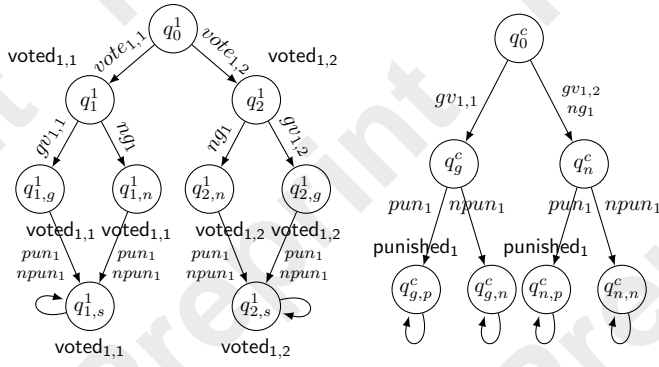 q_0^1
vote_{1,1} vote_{1,2}
voted_{1,1} voted_{1,2}
q_1^1 q_2^1
gv_{1,1} ng_1 ng_1 gv_{1,2}
q_{1,g}^1 q_{1,n}^1 q_{2,n}^1 q_{2,g}^1
voted_{1,1} voted_{1,1} voted_{1,2} voted_{1,2}
pun_1 pun_1 pun_1 pun_1
npun_1 npun_1 npun_1 npun_1
q_{1,s}^1 q_{2,s}^1
voted_{1,1} voted_{1,2}
q_0^c
gv_{1,1} gv_{1,2}
ng_1
q_g^c q_n^c
pun_1 npun_1 pun_1 npun_1
punished_1 punished_1
q_{g,p}^c q_{g,n}^c q_{n,p}^c q_{n,n}^c
Preprint